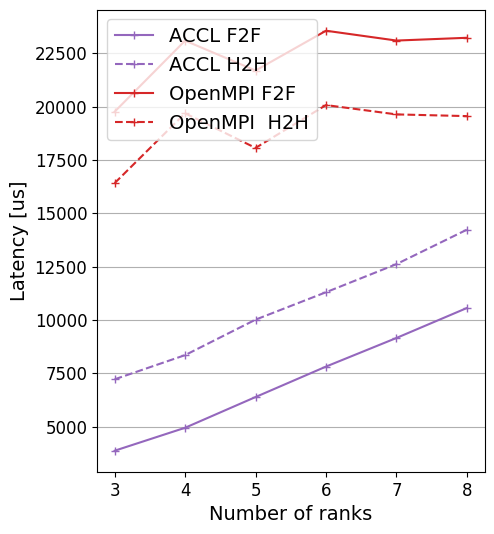 ACCL F2F
ACCL H2H
OpenMPI F2F
OpenMPI  H2H
22500
20000
17500
15000
12500
10000
7500
5000
Latency [us]
3 4 5 6 7 8
Number of ranks